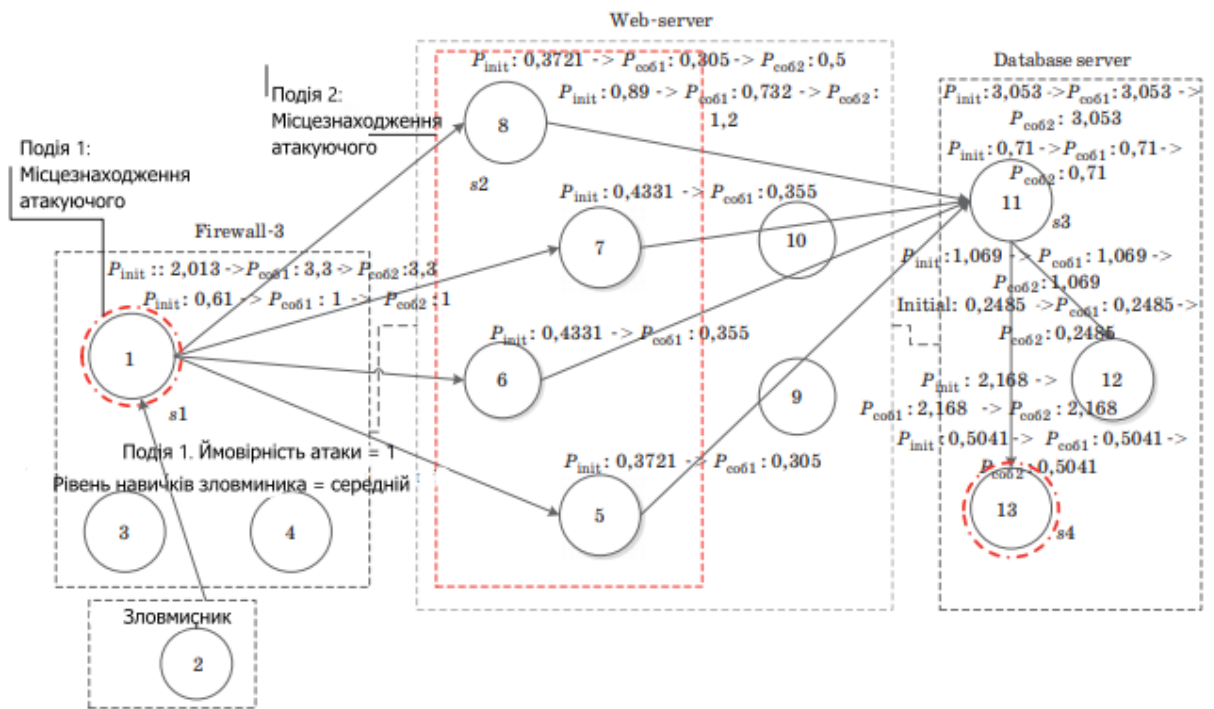 Web-server
P_init: 0,3721 -> P_соб1: 0,305 -> P_соб2: 0,5
Database server
P_init: 0,89 -> P_соб1: 0,732 -> P_соб2:
1,2
P_init: 3,053 -> P_соб1: 3,053 ->
P_соб2: 3,053
Подія 2:
Місцезнаходження
атакуючого
8
s2
Подія 1:
Місцезнаходження
атакуючого
P_init: 0,71 -> P_соб1: 0,71 ->
P_соб2: 0,71
11
s3
P_init: 0,4331 -> P_соб1: 0,355
7
10
Firewall-3
P_init :: 2,013 -> P_соб1: 3,3 -> P_соб2: 3,3
P_init: 0,61 -> P_соб1: 1 -> P_соб2: 1
P_init: 1,069 -> P_соб1: 1,069 ->
P_соб2: 1,069
Initial: 0,2485 -> P_соб1: 0,2485 ->
P_соб2: 0,2485
P_init: 0,4331 -> P_соб1: 0,355
1
s1
6
9
12
P_init: 2,168 ->
P_соб1: 2,168 -> P_соб2: 2,168
P_init: 0,5041 -> P_соб1: 0,5041 ->
P_соб2: 0,5041
Подія 1. Ймовірність атаки = 1
Рівень навичків зловминика = середній
P_init: 0,3721 -> P_соб1: 0,305
3
4
5
13
s4
Зловмисник
2